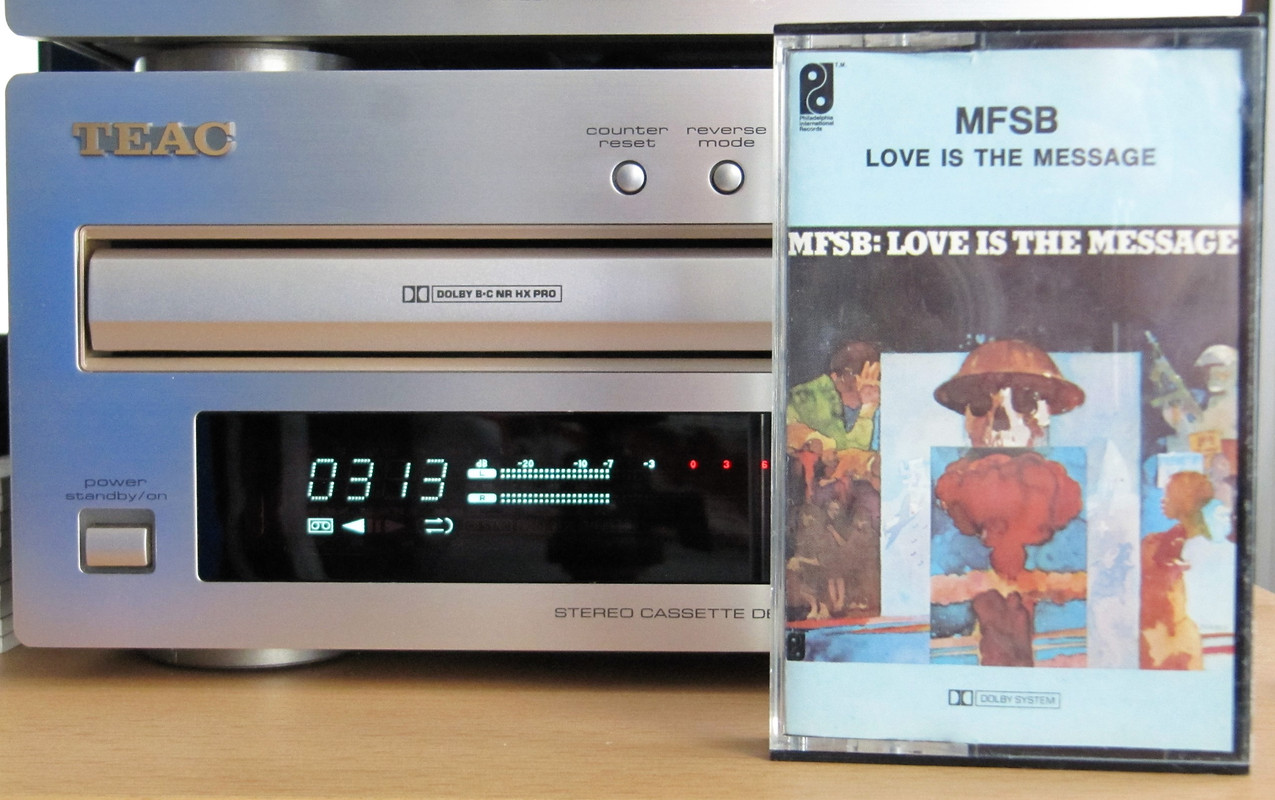 TEAC
counter
reset
reverse
mode
DOLBY B·C NR HX PRO
0313
dB -20 -10 -7 -3 0 3
L
R
power
standby/on
STEREO CASSETTE DE
TM
Philadelphia
International
Records
MFSB
LOVE IS THE MESSAGE
MFSB: LOVE IS THE MESSAGE
DOLBY SYSTEM